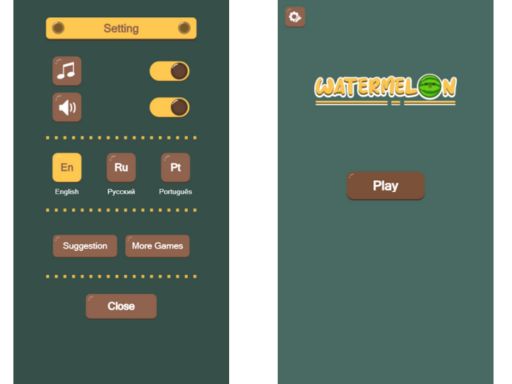 Setting
En
Ru
Pt
English
Русский
Português
Suggestion
More Games
Close
WATERMELON
Play